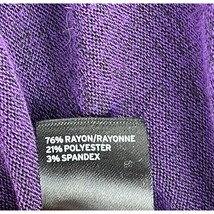 76% RAYON/RAYONNE
21% POLYESTER
3% SPANDEX